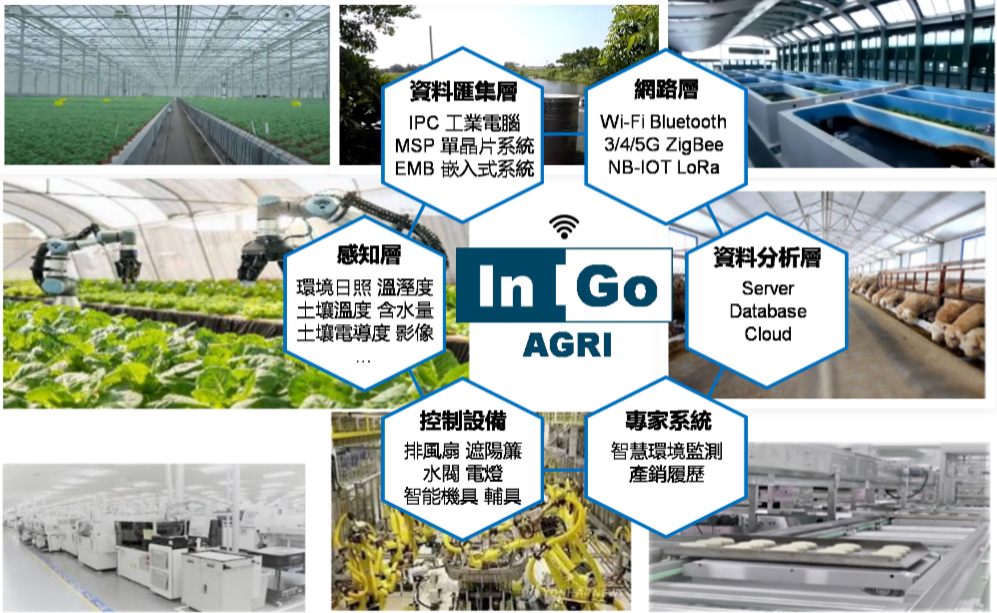 資料匯集層
IPC 工業電腦
MSP 單晶片系統
EMB 嵌入式系統
網路層
Wi-Fi Bluetooth
3/4/5G ZigBee
NB-IOT LoRa
感知層
環境日照 溫溼度
土壤溫度 含水量
土壤電導度 影像
...
In Go
AGRI
資料分析層
Server
Database
Cloud
控制設備
排風扇 遮陽簾
水閥 電燈
智能機具 輔具
專家系統
智慧環境監測
產銷履歷